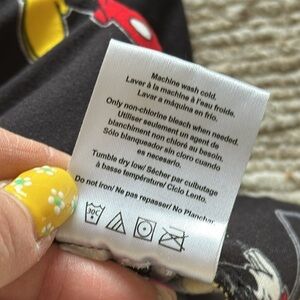 Machine wash cold.
Laver à la machine à l'eau froide.
Lavar a máquina en frío.
Only non-chlorine bleach when needed.
Utiliser seulement un agent de
blanchiment non chloré au besoin.
Sólo blanqueador sin cloro cuando
es necesario.
Tumble dry low/ Sécher par culbutage
à basse température/ Ciclo Lento.
Do not iron/ Ne pas repasser/ No Planchar
30C